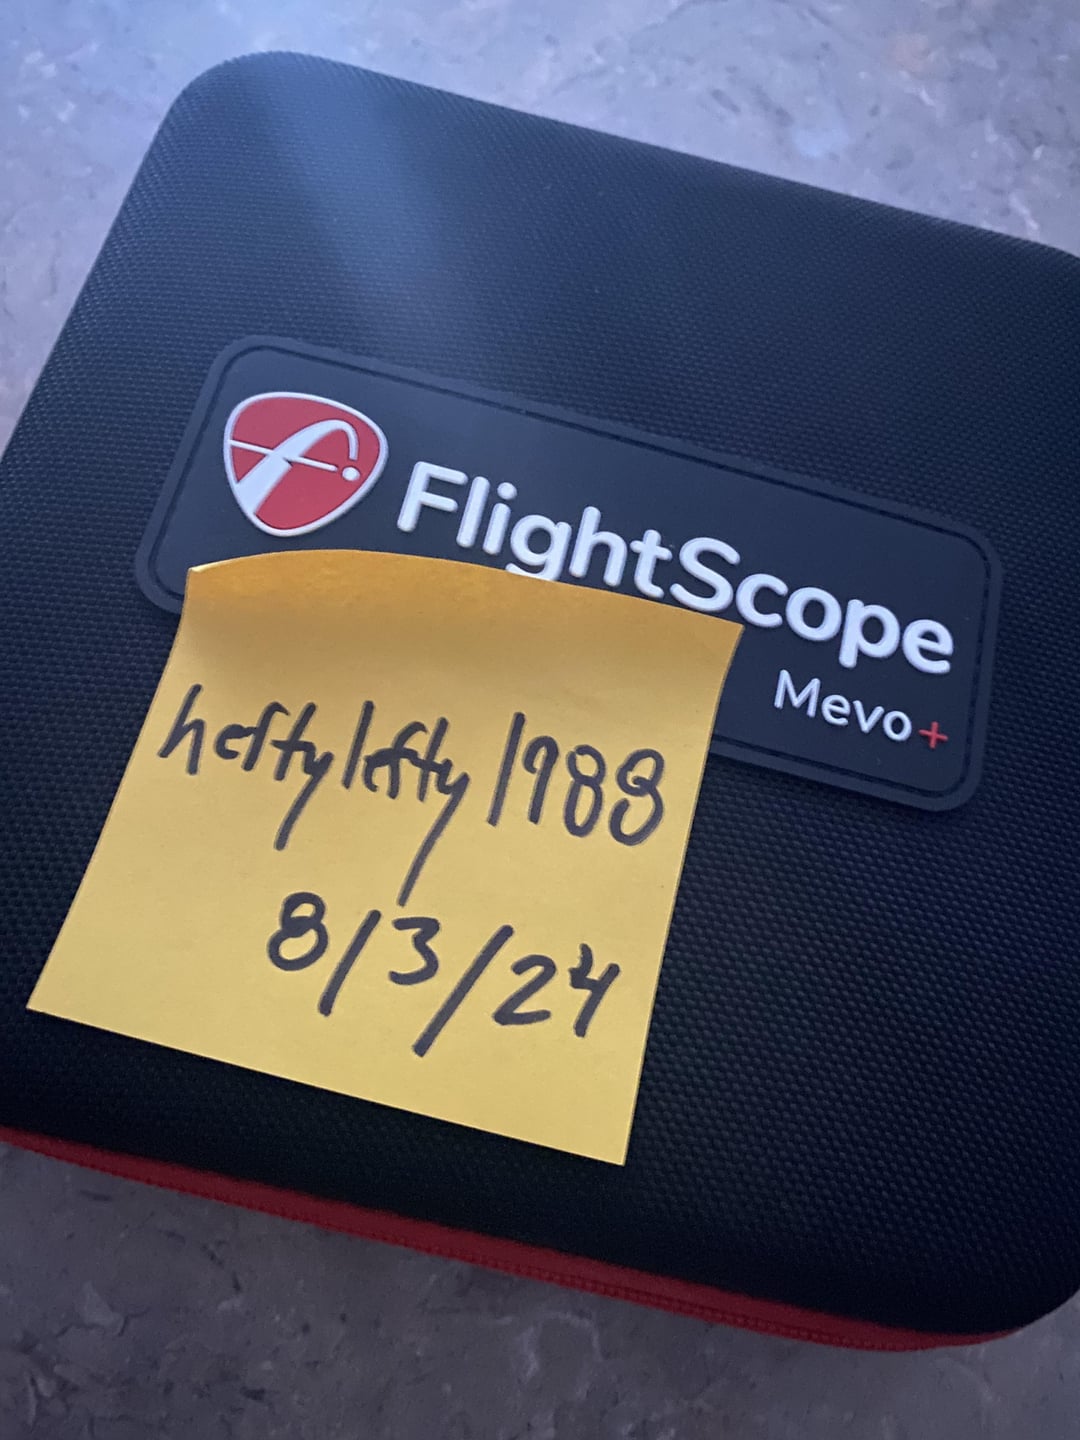 FlightScope
Mevo+
heftylefty1988
8/3/24